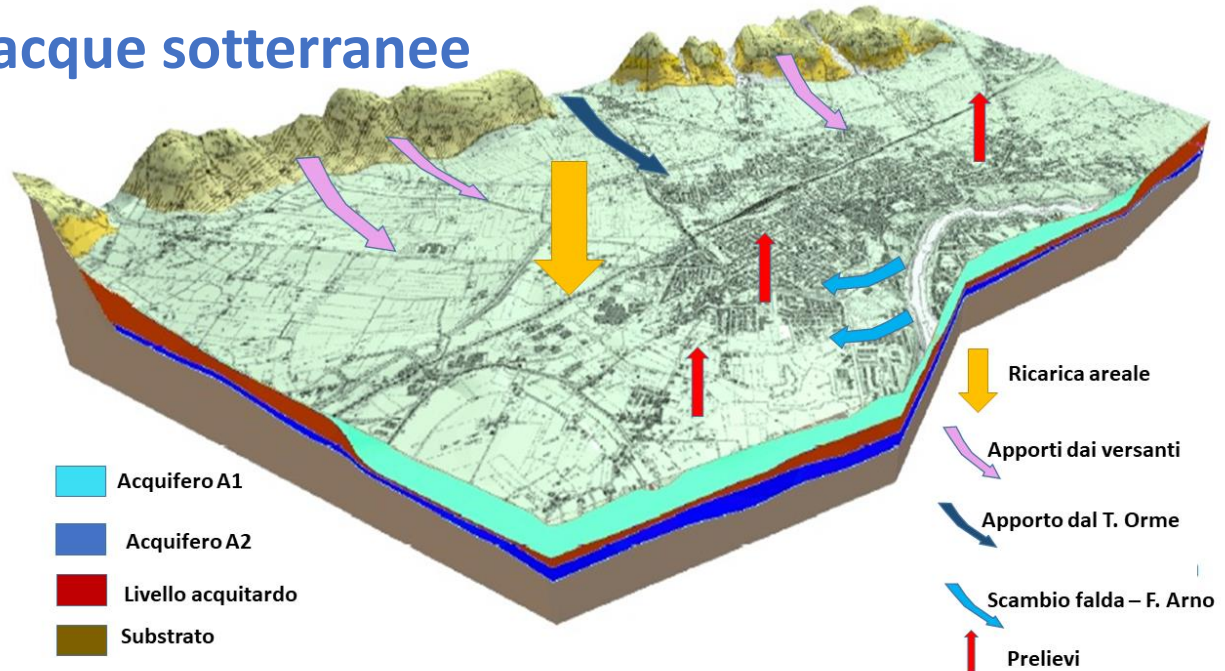 acque sotterranee
Acquifero A1
Acquifero A2
Livello acquitardo
Substrato
Ricarica areale
Apporti dai versanti
Apporto dal T. Orme
Scambio falda – F. Arno
Prelievi